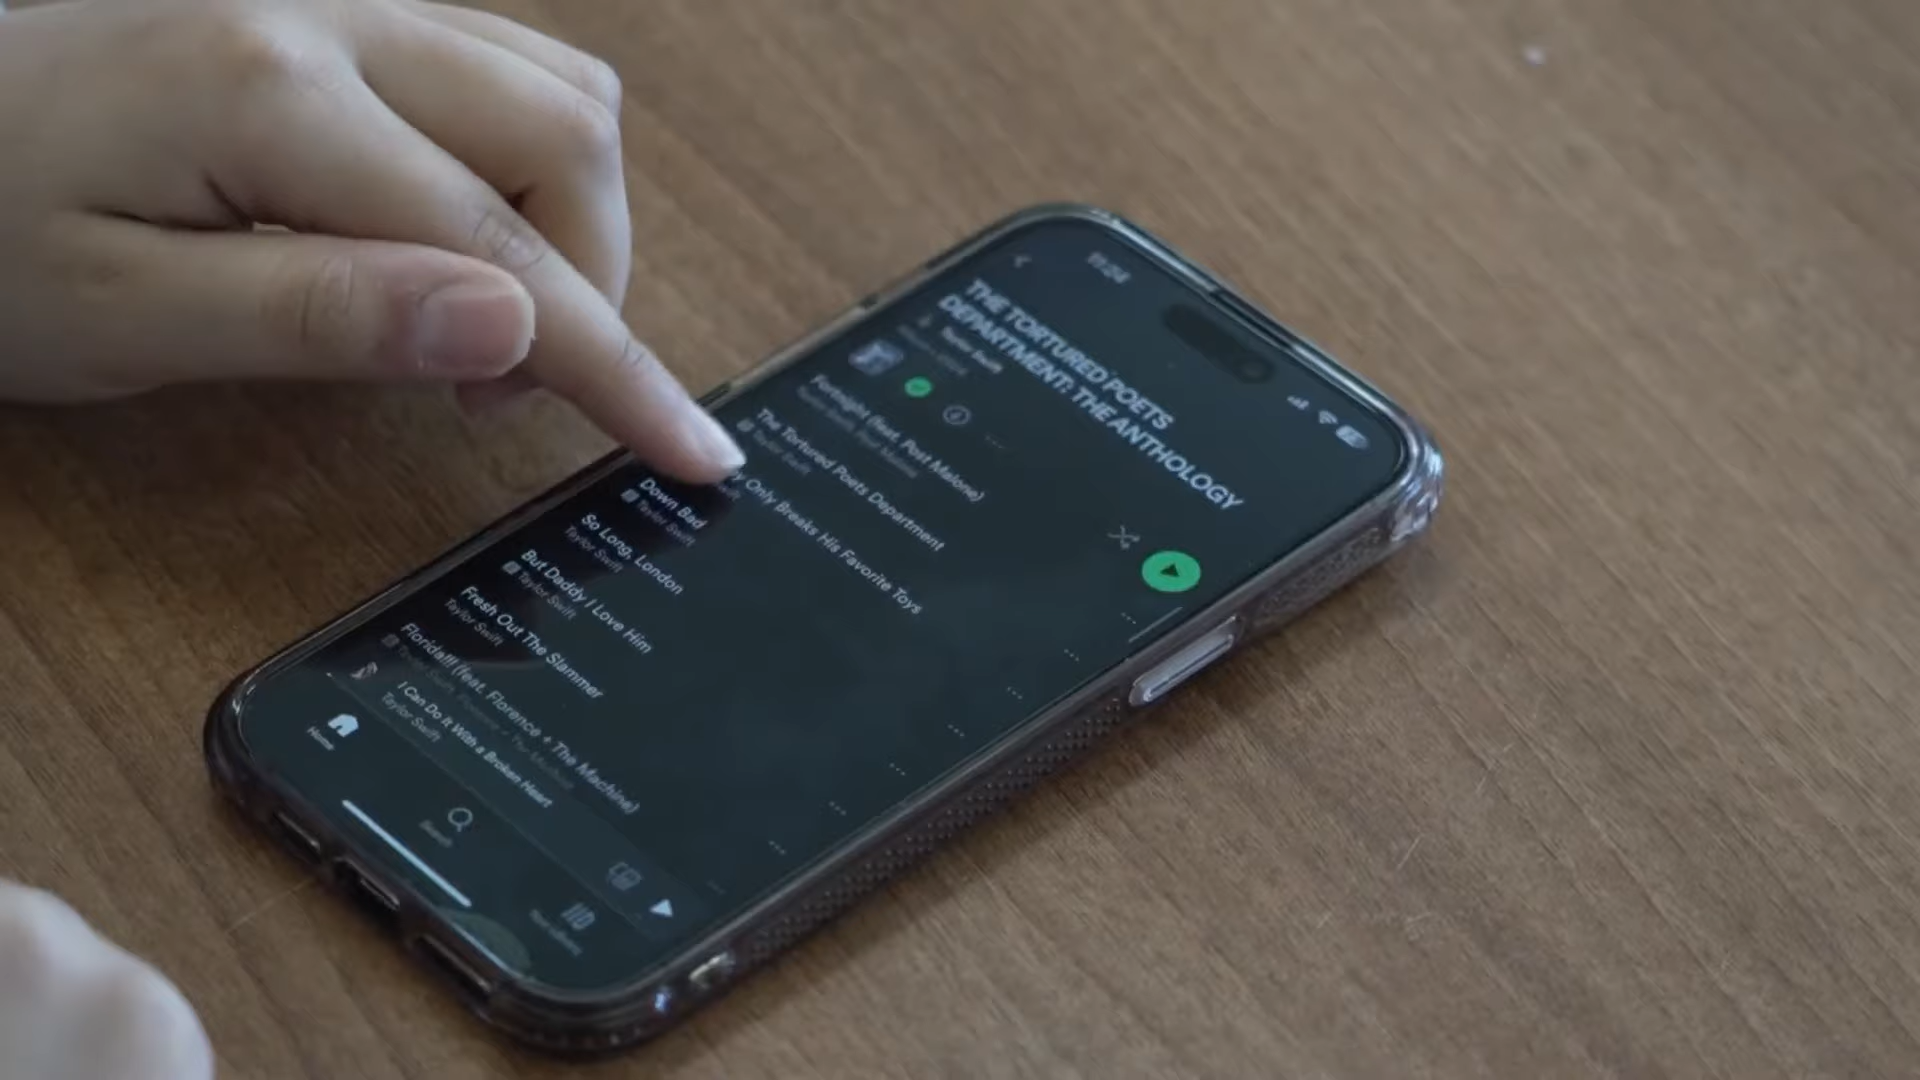 THE TORTURED POETS
DEPARTMENT: THE ANTHOLOGY
Taylor Swift
Fortnight (feat. Post Malone)
The Tortured Poets Department
Taylor Swift
y Only Breaks His Favorite Toys
Down Bad
Taylor Swift
So Long, London
Taylor Swift
But Daddy I Love Him
Taylor Swift
Fresh Out The Slammer
Taylor Swift
Florida!!! (feat. Florence + The Machine)
I Can Do It With a Broken Heart
Taylor Swift
Home
Search